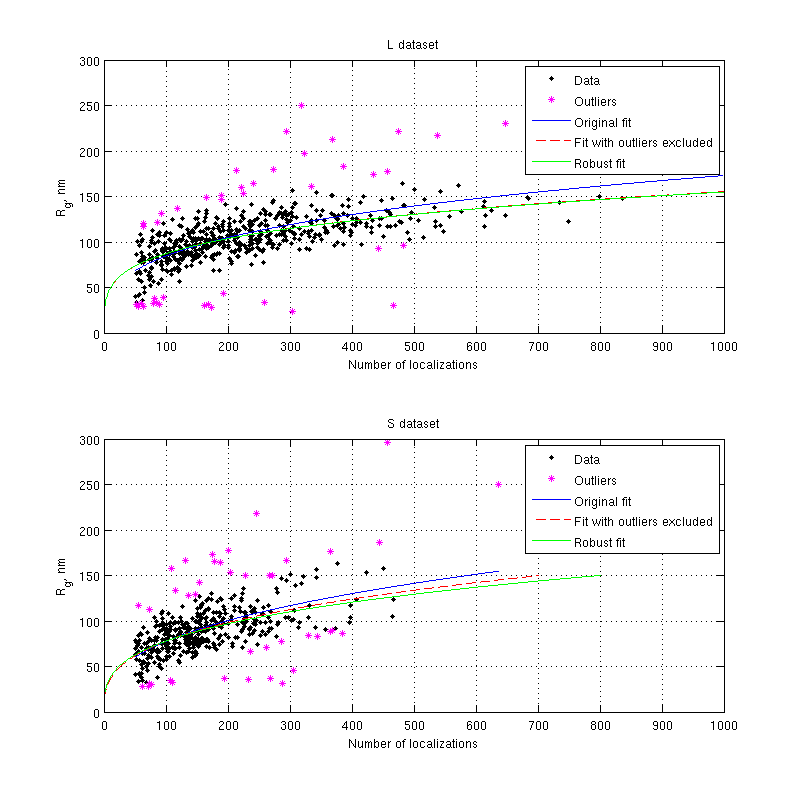 L dataset
300
250
200
150
100
50
0
R_g, nm
Data
Outliers
Original fit
Fit with outliers excluded
Robust fit
0 100 200 300 400 500 600 700 800 900 1000
Number of localizations
S dataset
300
250
200
150
100
50
0
R_g, nm
Data
Outliers
Original fit
Fit with outliers excluded
Robust fit
0 100 200 300 400 500 600 700 800 900 1000
Number of localizations